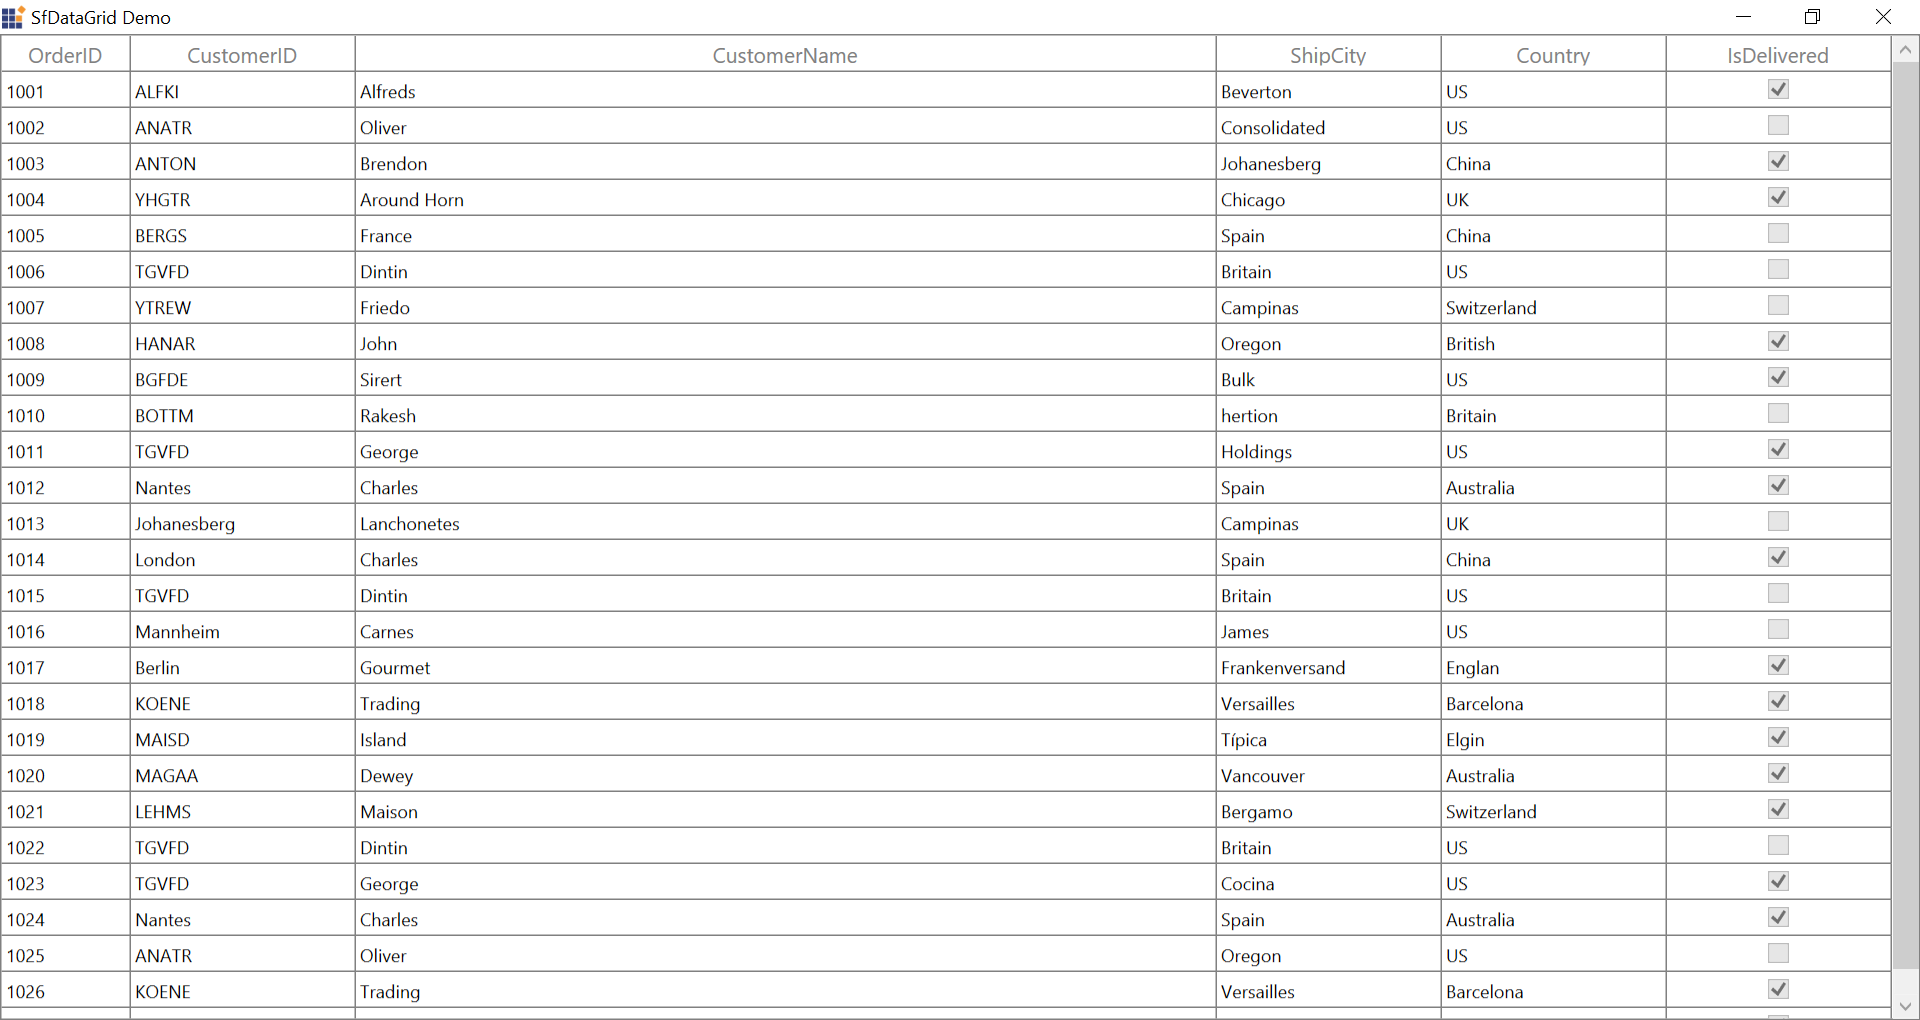 SfDataGrid Demo
OrderID CustomerID CustomerName ShipCity Country IsDelivered
1001 ALFKI Alfreds Beverton US
1002 ANATR Oliver Consolidated US
1003 ANTON Brendon Johanesberg China
1004 YHGTR Around Horn Chicago UK
1005 BERGS France Spain China
1006 TGVFD Dintin Britain US
1007 YTREW Friedo Campinas Switzerland
1008 HANAR John Oregon British
1009 BGFDE Sirert Bulk US
1010 BOTTM Rakesh hertion Britain
1011 TGVFD George Holdings US
1012 Nantes Charles Spain Australia
1013 Johanesberg Lanchonetes Campinas UK
1014 London Charles Spain China
1015 TGVFD Dintin Britain US
1016 Mannheim Carnes James US
1017 Berlin Gourmet Frankenversand Englan
1018 KOENE Trading Versailles Barcelona
1019 MAISD Island Típica Elgin
1020 MAGAA Dewey Vancouver Australia
1021 LEHMS Maison Bergamo Switzerland
1022 TGVFD Dintin Britain US
1023 TGVFD George Cocina US
1024 Nantes Charles Spain Australia
1025 ANATR Oliver Oregon US
1026 KOENE Trading Versailles Barcelona